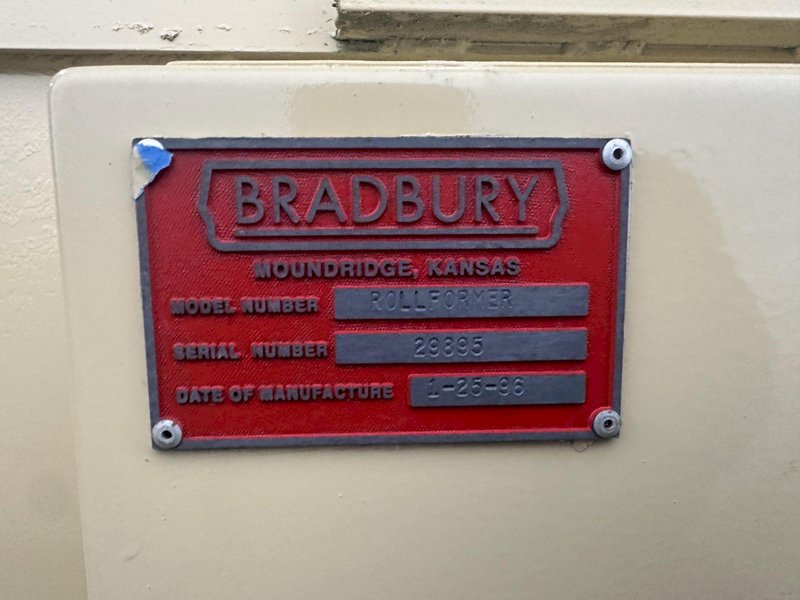 BRADBURY
MOUNDRIDGE, KANSAS
MODEL NUMBER ROLLFORMER
SERIAL NUMBER 29895
DATE OF MANUFACTURE 1-25-96